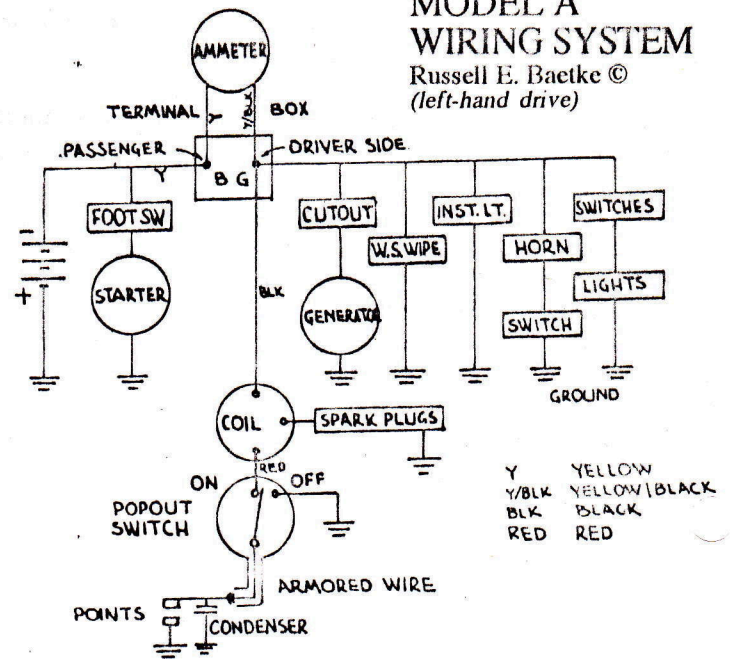 MODEL A
WIRING SYSTEM
Russell E. Baetke ©
(left-hand drive)
AMMETER
TERMINAL
Y
Y/BLK
BOX
PASSENGER
DRIVER SIDE
Y
B G
FOOT SW
CUTOUT
INST. LT.
SWITCHES
W.S. WIPE
HORN
-
+
STARTER
BLK
GENERATOR
LIGHTS
SWITCH
GROUND
COIL
SPARK PLUGS
RED
ON
OFF
POPOUT
SWITCH
Y YELLOW
Y/BLK YELLOW/BLACK
BLK BLACK
RED RED
ARMORED WIRE
POINTS
CONDENSER